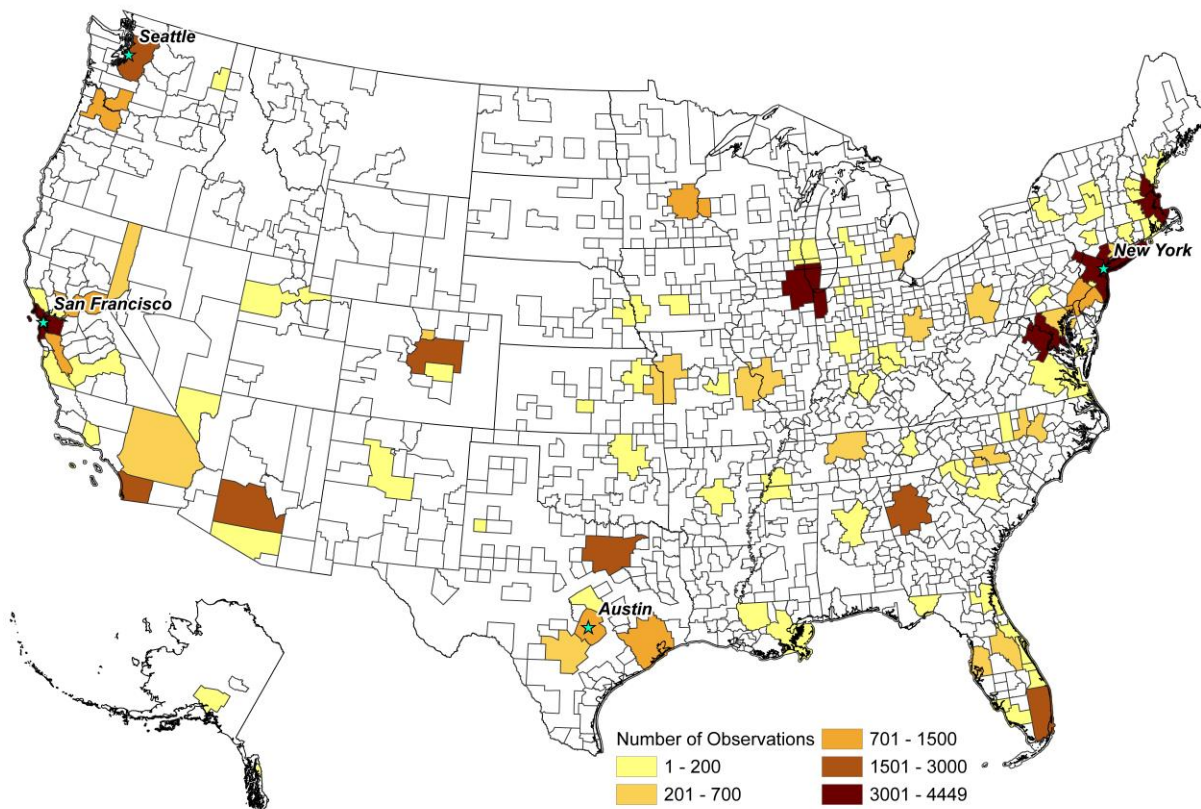 Seattle
New York
San Francisco
Austin
Number of Observations
1 - 200
201 - 700
701 - 1500
1501 - 3000
3001 - 4449